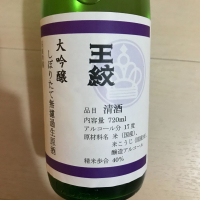 大吟醸
しぼりたて無濾過生原酒
王紋
品目 清酒
内容量 720ml
アルコール分 17度
原材料名 米(国産)、
米こうじ(国産米)、
醸造アルコール
精米歩合 40%